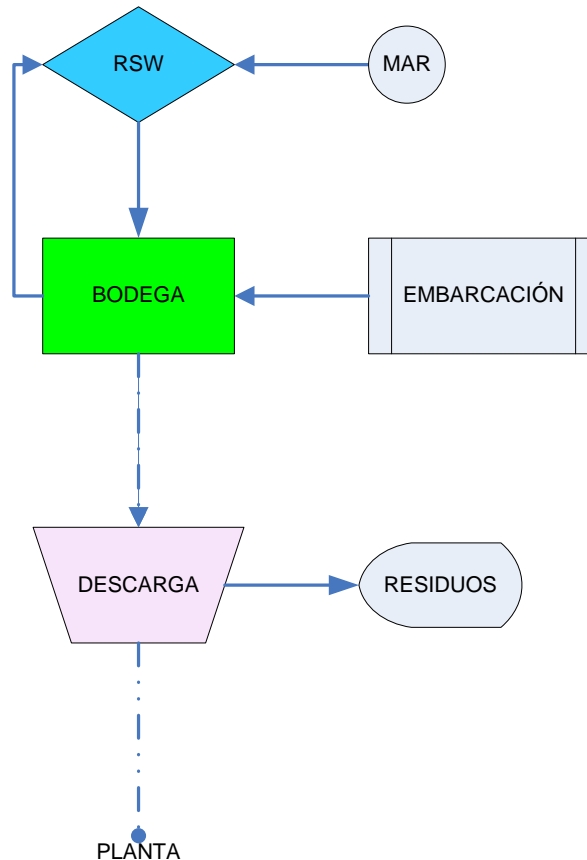 RSW
MAR
BODEGA
EMBARCACIÓN
DESCARGA
RESIDUOS
PLANTA